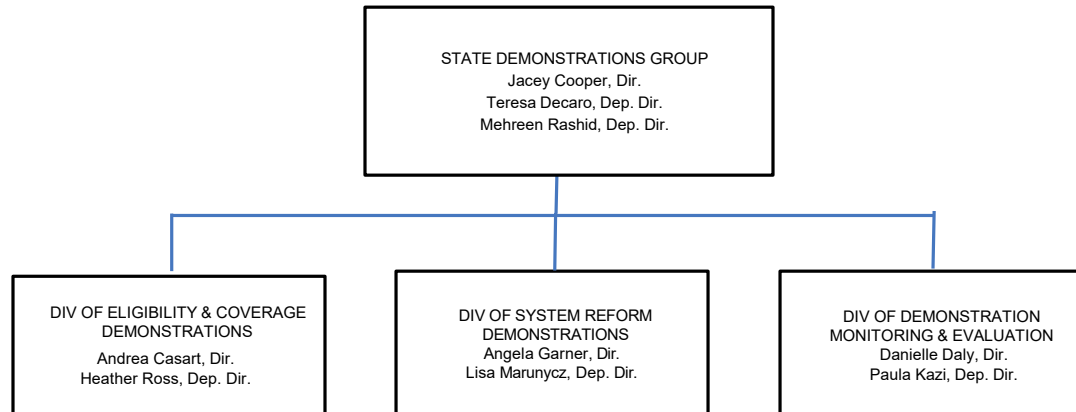 STATE DEMONSTRATIONS GROUP
Jacey Cooper, Dir.
Teresa Decaro, Dep. Dir.
Mehreen Rashid, Dep. Dir.
DIV OF ELIGIBILITY & COVERAGE
DEMONSTRATIONS
Andrea Casart, Dir.
Heather Ross, Dep. Dir.
DIV OF SYSTEM REFORM
DEMONSTRATIONS
Angela Garner, Dir.
Lisa Marunycz, Dep. Dir.
DIV OF DEMONSTRATION
MONITORING & EVALUATION
Danielle Daly, Dir.
Paula Kazi, Dep. Dir.